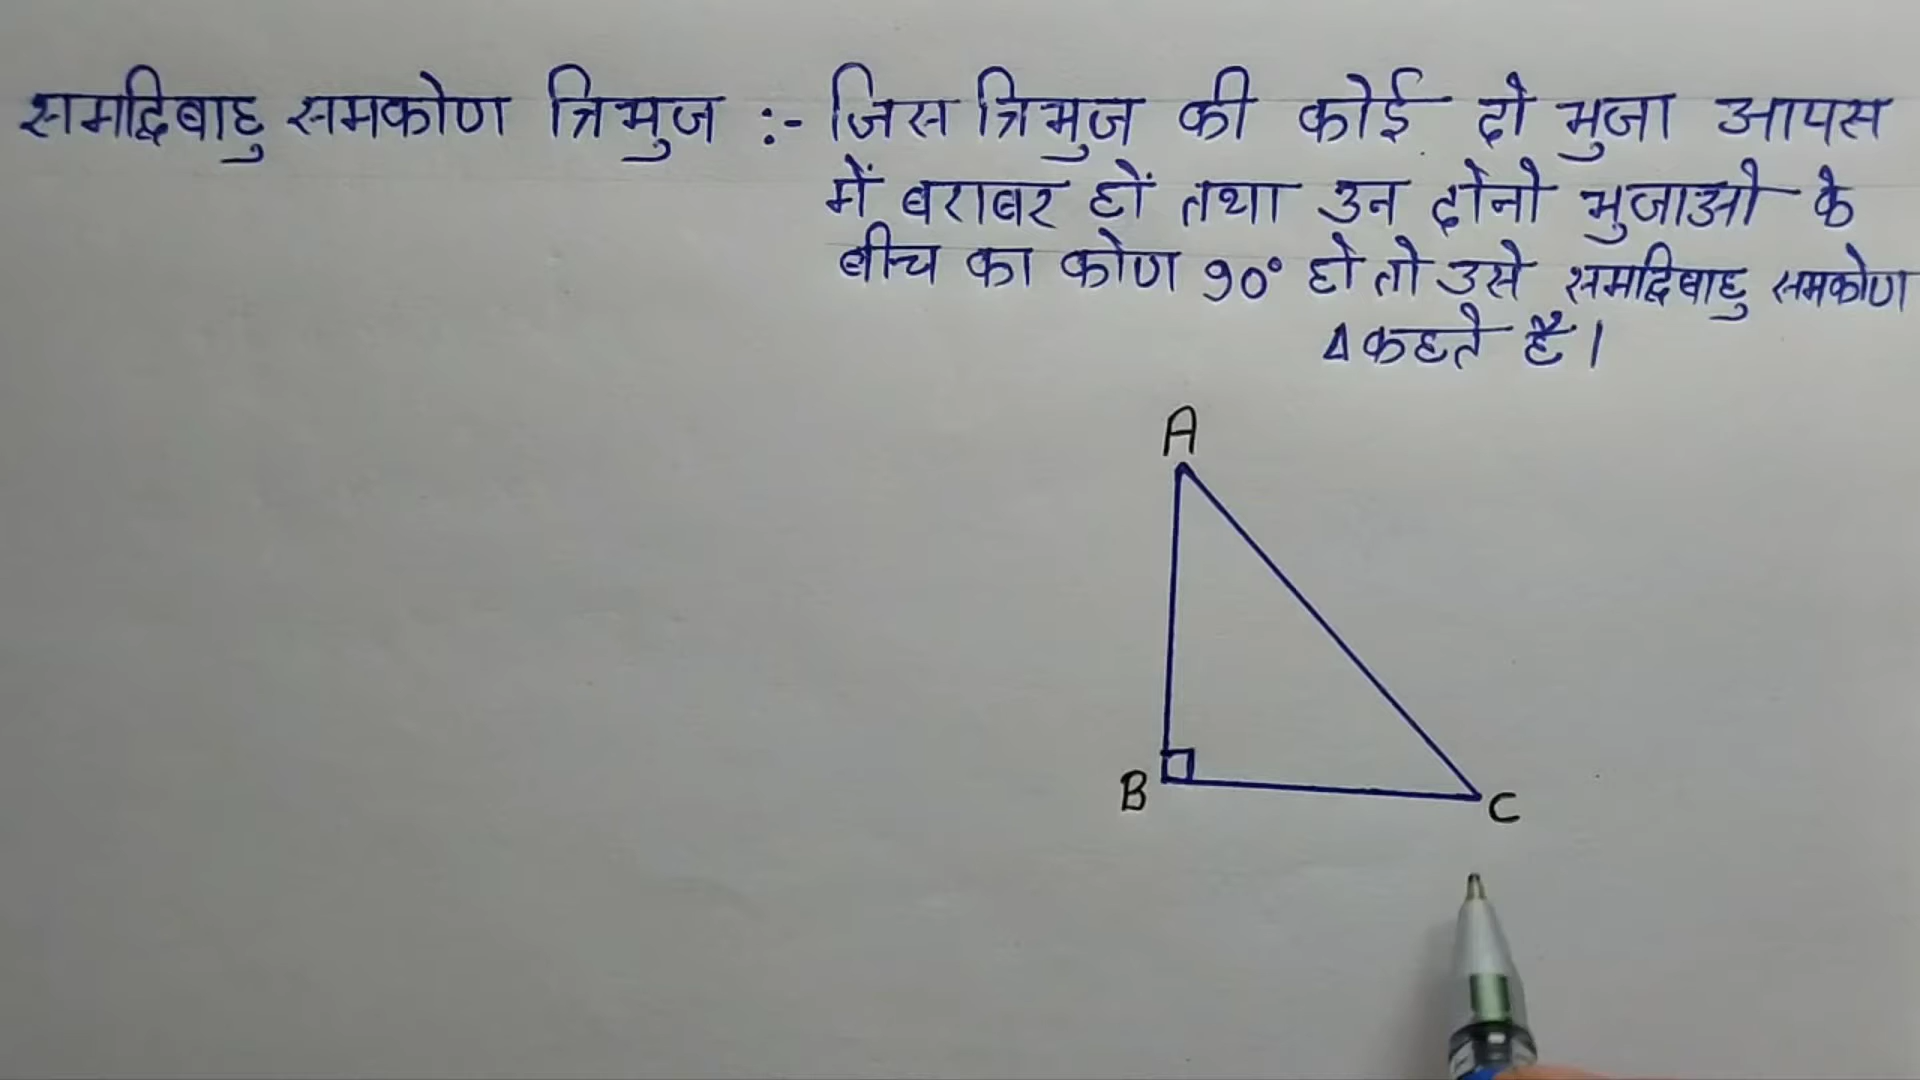 समद्विबाहु समकोण त्रिभुज :- जिस त्रिभुज की कोई दो भुजा आपस
में बराबर हों तथा उन दोनो भुजाओ के
बीच का कोण 90° हो तो उसे समद्विबाहु समकोण
Δ कहते है।
A
B
C